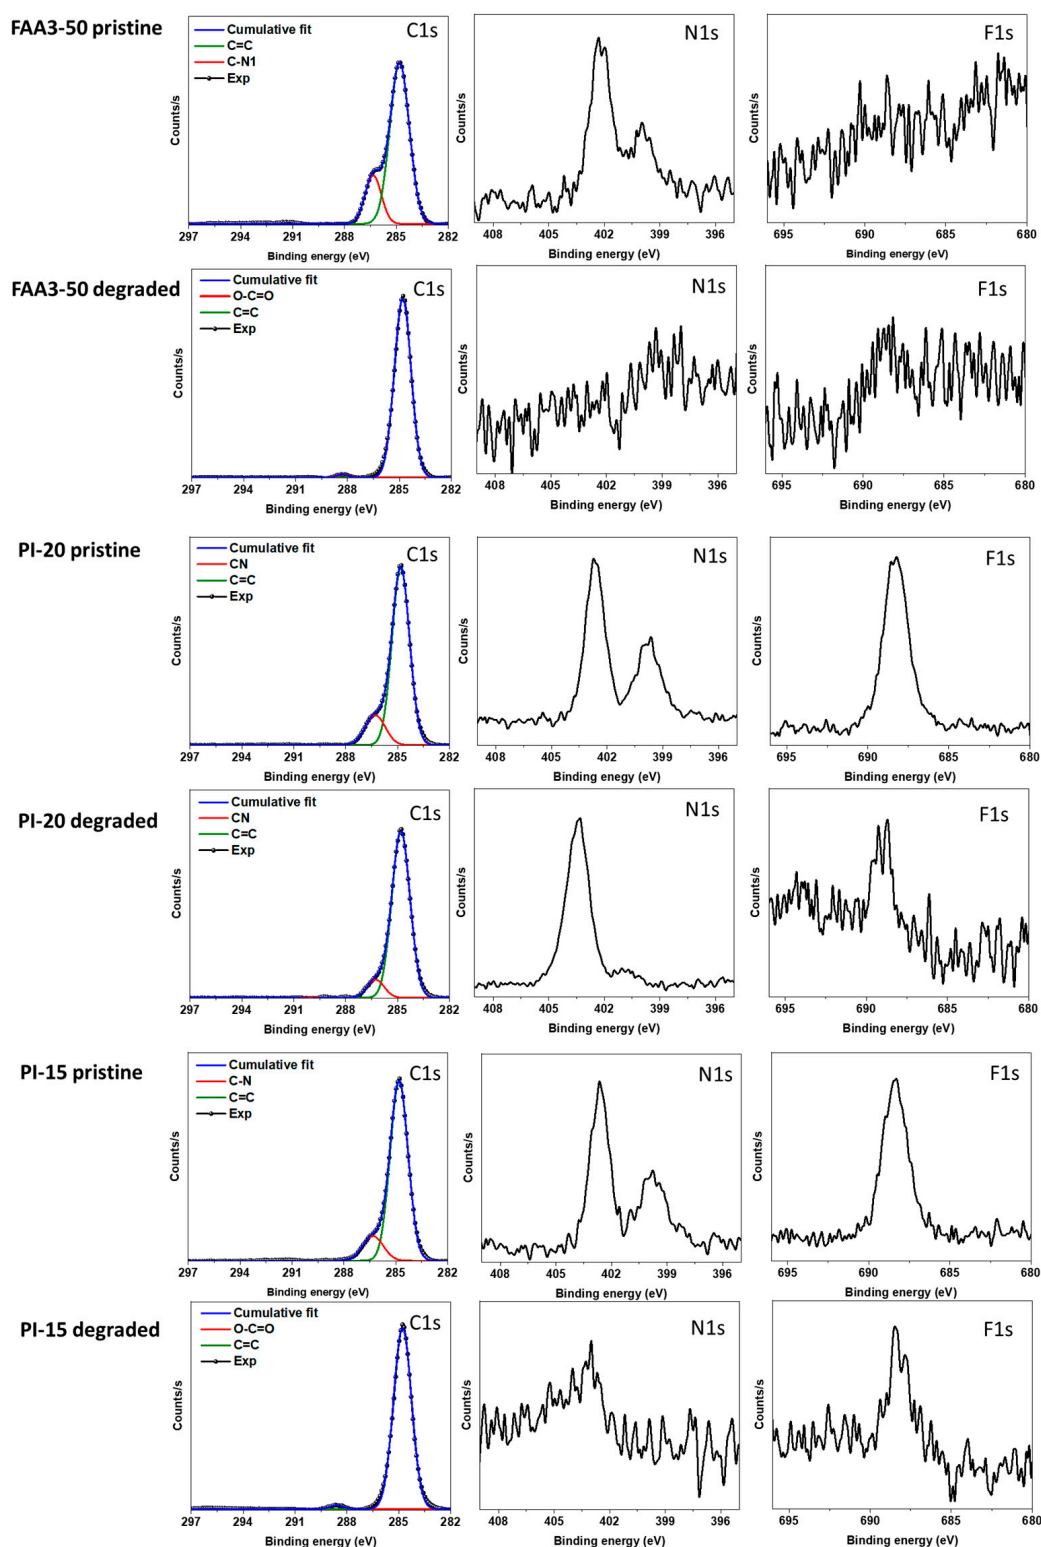 FAA3-50 pristine
Cumulative fit
C=C
C-N1
Exp
C1s
Counts/s
297 294 291 288 285 282
Binding energy (eV)
N1s
Counts/s
408 405 402 399 396
Binding energy (eV)
F1s
Counts/s
695 690 685 680
Binding energy (eV)
FAA3-50 degraded
Cumulative fit
O-C=O
C=C
Exp
C1s
Counts/s
297 294 291 288 285 282
Binding energy (eV)
N1s
Counts/s
408 405 402 399 396
Binding energy (eV)
F1s
Counts/s
695 690 685 680
Binding energy (eV)
PI-20 pristine
Cumulative fit
CN
C=C
Exp
C1s
Counts/s
297 294 291 288 285 282
Binding energy (eV)
N1s
Counts/s
408 405 402 399 396
Binding energy (eV)
F1s
Counts/s
695 690 685 680
Binding energy (eV)
PI-20 degraded
Cumulative fit
CN
C=C
Exp
C1s
Counts/s
297 294 291 288 285 282
Binding energy (eV)
N1s
Counts/s
408 405 402 399 396
Binding energy (eV)
F1s
Counts/s
695 690 685 680
Binding energy (eV)
PI-15 pristine
Cumulative fit
C-N
C=C
Exp
C1s
Counts/s
297 294 291 288 285 282
Binding energy (eV)
N1s
Counts/s
408 405 402 399 396
Binding energy (eV)
F1s
Counts/s
695 690 685 680
Binding energy (eV)
PI-15 degraded
Cumulative fit
O-C=O
C=C
Exp
C1s
Counts/s
297 294 291 288 285 282
Binding energy (eV)
N1s
Counts/s
408 405 402 399 396
Binding energy (eV)
F1s
Counts/s
695 690 685 680
Binding energy (eV)